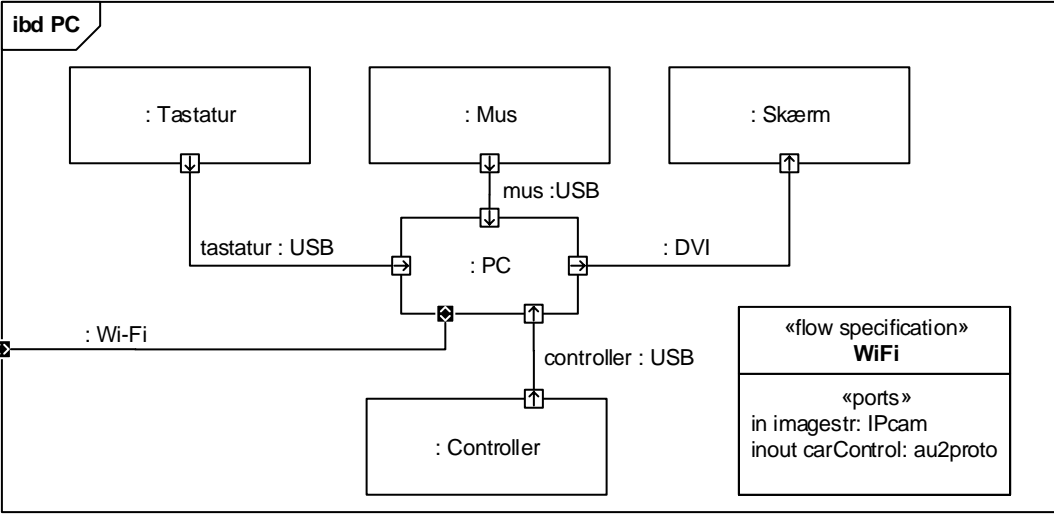 ibd PC
: Tastatur
: Mus
: Skærm
mus :USB
tastatur : USB
: PC
: DVI
: Wi-Fi
controller : USB
: Controller
«flow specification»
WiFi
«ports»
in imagestr: IPcam
inout carControl: au2proto